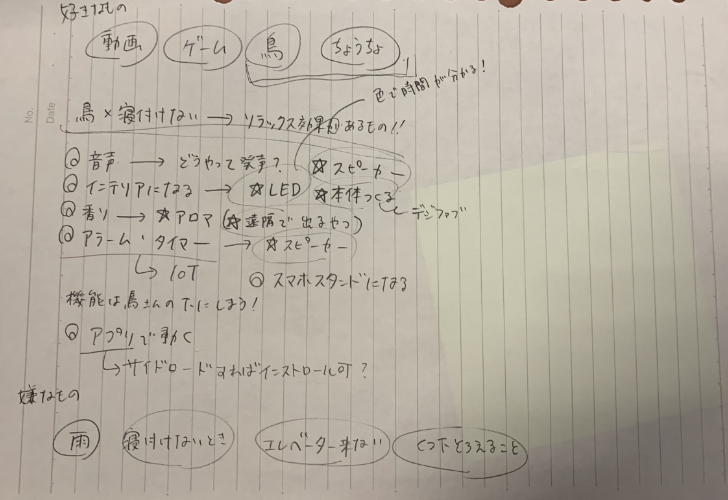 好きなもの
動画 ゲーム 鳥 ちょうちょ
色で時間が分かる!
鳥×寝付けない→リラックス効果があるもの!!
◎音声→どうやって発声? ☆スピーカー
◎インテリアになる→☆LED ☆本体つくる
デジファブ
◎香り→☆アロマ(☆遠隔で出るやつ)
◎アラーム・タイマー→☆スピーカー
↳IOT
◎スマホスタンドになる
機能は鳥さんの下にしまう!
◎アプリで動く
↳サイドロードすればインストロール可?
嫌なもの
雨 寝付けないとき エレベーター来ない くつ下そろえること
No.
Date